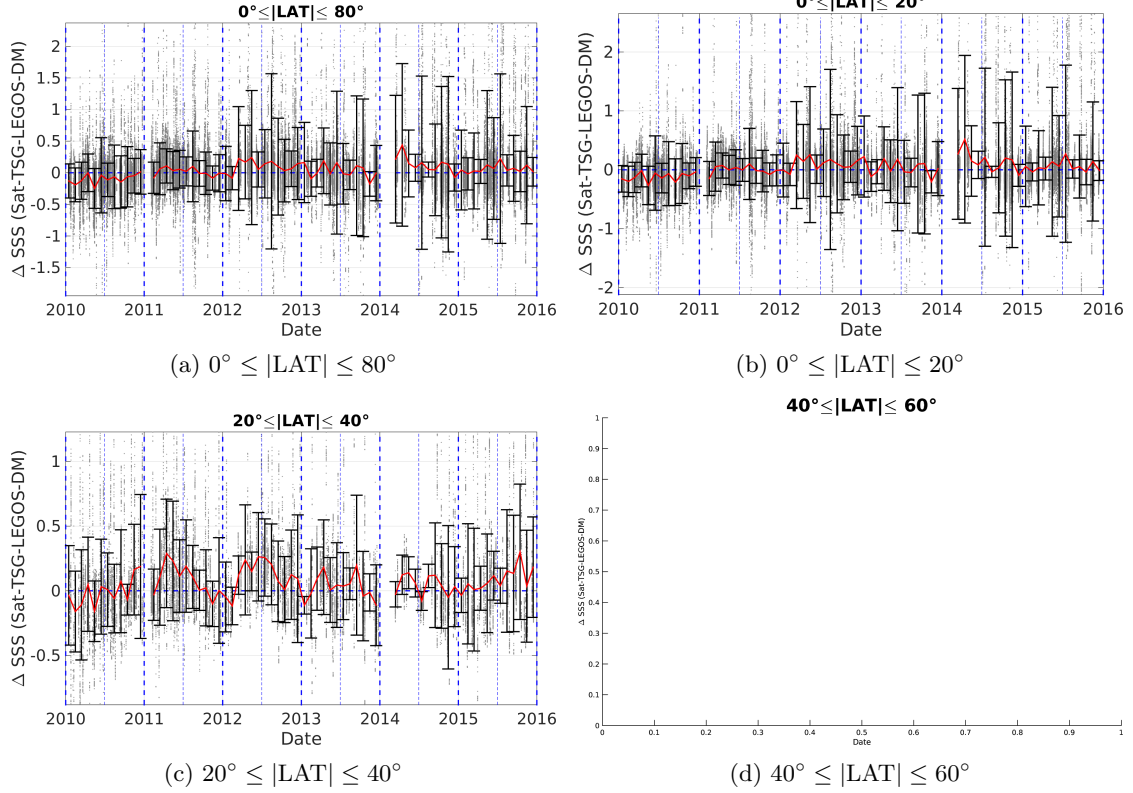 0°≤|LAT|≤ 80°
Δ SSS (Sat-TSG-LEGOS-DM)
2
1.5
1
0.5
0
-0.5
-1
-1.5
2010 2011 2012 2013 2014 2015 2016
Date
(a) 0° ≤ |LAT| ≤ 80°
0°≤|LAT|≤ 20°
Δ SSS (Sat-TSG-LEGOS-DM)
2
1
0
-1
-2
2010 2011 2012 2013 2014 2015 2016
Date
(b) 0° ≤ |LAT| ≤ 20°
20°≤|LAT|≤ 40°
Δ SSS (Sat-TSG-LEGOS-DM)
1
0.5
0
-0.5
2010 2011 2012 2013 2014 2015 2016
Date
(c) 20° ≤ |LAT| ≤ 40°
40°≤|LAT|≤ 60°
Δ SSS (Sat-TSG-LEGOS-DM)
1
0.9
0.8
0.7
0.6
0.5
0.4
0.3
0.2
0.1
0
0 0.1 0.2 0.3 0.4 0.5 0.6 0.7 0.8 0.9 1
Date
(d) 40° ≤ |LAT| ≤ 60°